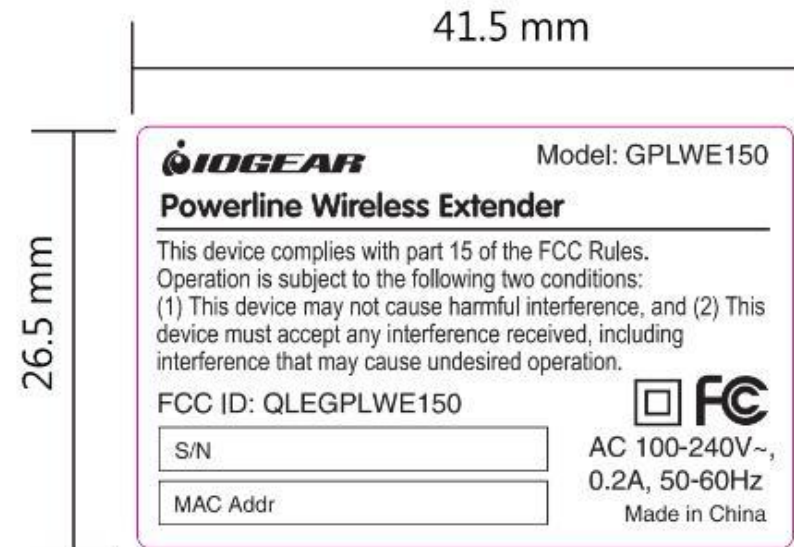 41.5 mm
26.5 mm
IOGEAR
Model: GPLWE150
Powerline Wireless Extender
This device complies with part 15 of the FCC Rules.
Operation is subject to the following two conditions:
(1) This device may not cause harmful interference, and (2) This
device must accept any interference received, including
interference that may cause undesired operation.
FCC ID: QLEGPLWE150
FC
S/N
AC 100-240V~,
0.2A, 50-60Hz
MAC Addr
Made in China